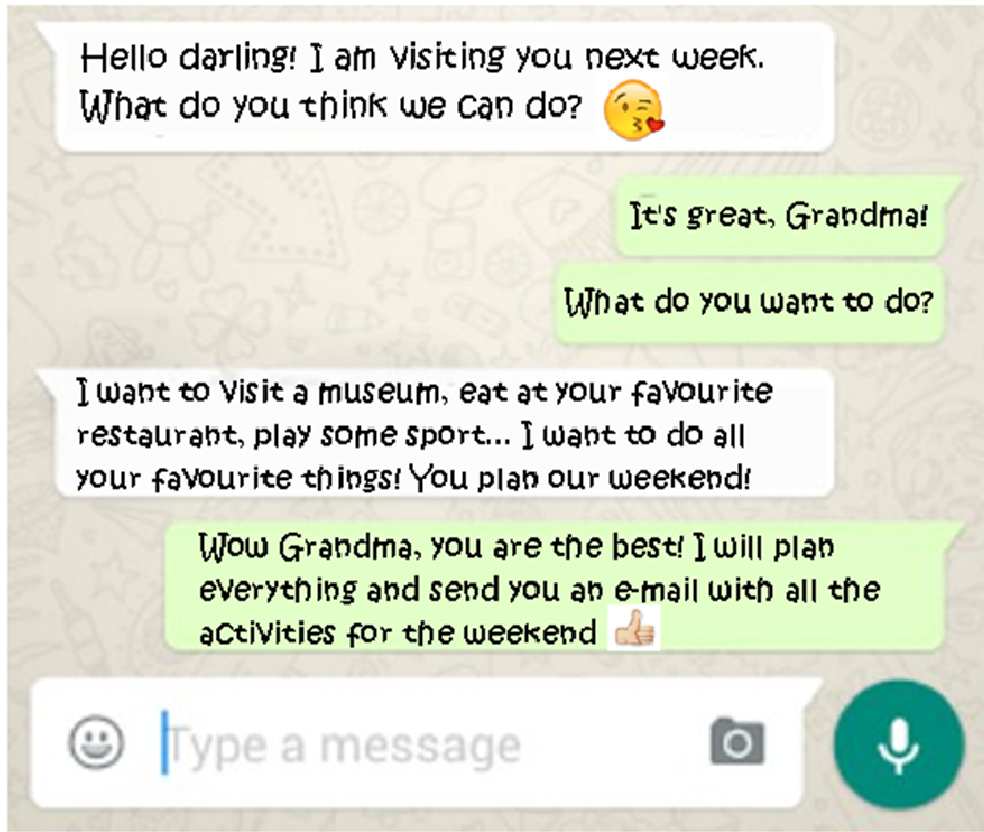 Hello darling! I am visiting you next week.
What do you think we can do? 😘
It's great, Grandma!
What do you want to do?
I want to visit a museum, eat at your favourite
restaurant, play some sport... I want to do all
your favourite things! You plan our weekend!
Wow Grandma, you are the best! I will plan
everything and send you an e-mail with all the
activities for the weekend 👍
Type a message